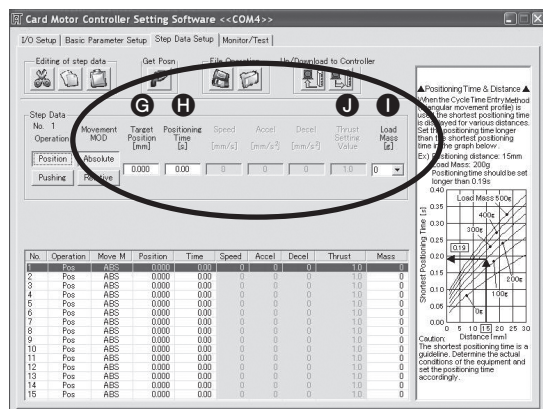 Card Motor Controller Setting Software <<COM4>>
I/O Setup Basic Parameter Setup Step Data Setup Monitor/Test
Editing of step data Get Posn File Operation Up/Download to Controller
G H J I
Step Data
No. 1
Operation Movement MOD Target Position [mm] Positioning Time [s] Speed [mm/s] Accel [mm/s²] Decel [mm/s²] Thrust Setting Value Load Mass [g]
Position Absolute
Pushing Relative
0.000 0.00 0 0 0 1.0 0
No. Operation Move M Position Time Speed Accel Decel Thrust Mass
1 Pos ABS 0.000 0.00 0 0 0 1.0 0
2 Pos ABS 0.000 0.00 0 0 0 1.0 0
3 Pos ABS 0.000 0.00 0 0 0 1.0 0
4 Pos ABS 0.000 0.00 0 0 0 1.0 0
5 Pos ABS 0.000 0.00 0 0 0 1.0 0
6 Pos ABS 0.000 0.00 0 0 0 1.0 0
7 Pos ABS 0.000 0.00 0 0 0 1.0 0
8 Pos ABS 0.000 0.00 0 0 0 1.0 0
9 Pos ABS 0.000 0.00 0 0 0 1.0 0
10 Pos ABS 0.000 0.00 0 0 0 1.0 0
11 Pos ABS 0.000 0.00 0 0 0 1.0 0
12 Pos ABS 0.000 0.00 0 0 0 1.0 0
13 Pos ABS 0.000 0.00 0 0 0 1.0 0
14 Pos ABS 0.000 0.00 0 0 0 1.0 0
15 Pos ABS 0.000 0.00 0 0 0 1.0 0
▲Positioning Time & Distance▲
When the Cycle Time Entry Method
(triangular movement profile) is
used, the shortest positioning time
is displayed for various distances.
Set the positioning time longer
than the shortest positioning
time in the graph below.
Ex) Positioning distance: 15mm
Load Mass: 200g
Positioning time should be set
longer than 0.19s
Shortest Positioning Time [s]
0.40
0.35
0.30
0.25
0.20
0.15
0.10
0.05
0.00
0.19
Load Mass 500g
400g
300g
200g
100g
0g
0 5 10 15 20 25 30
Distance [mm]
Caution:
The shortest positioning time is a
guideline. Determine the actual
conditions of the equipment and
set the positioning time
accordingly.